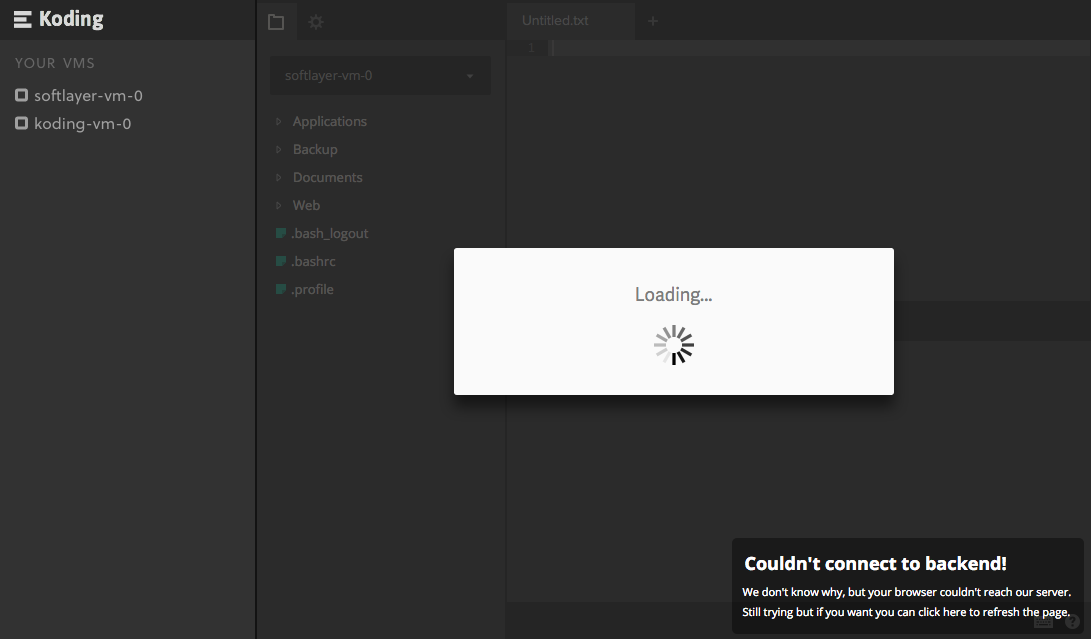 Koding
YOUR VMS
softlayer-vm-0
koding-vm-0
softlayer-vm-0
Applications
Backup
Documents
Web
.bash_logout
.bashrc
.profile
Untitled.txt
+
1
Loading...
Couldn't connect to backend!
We don't know why, but your browser couldn't reach our server.
Still trying but if you want you can click here to refresh the page.
?